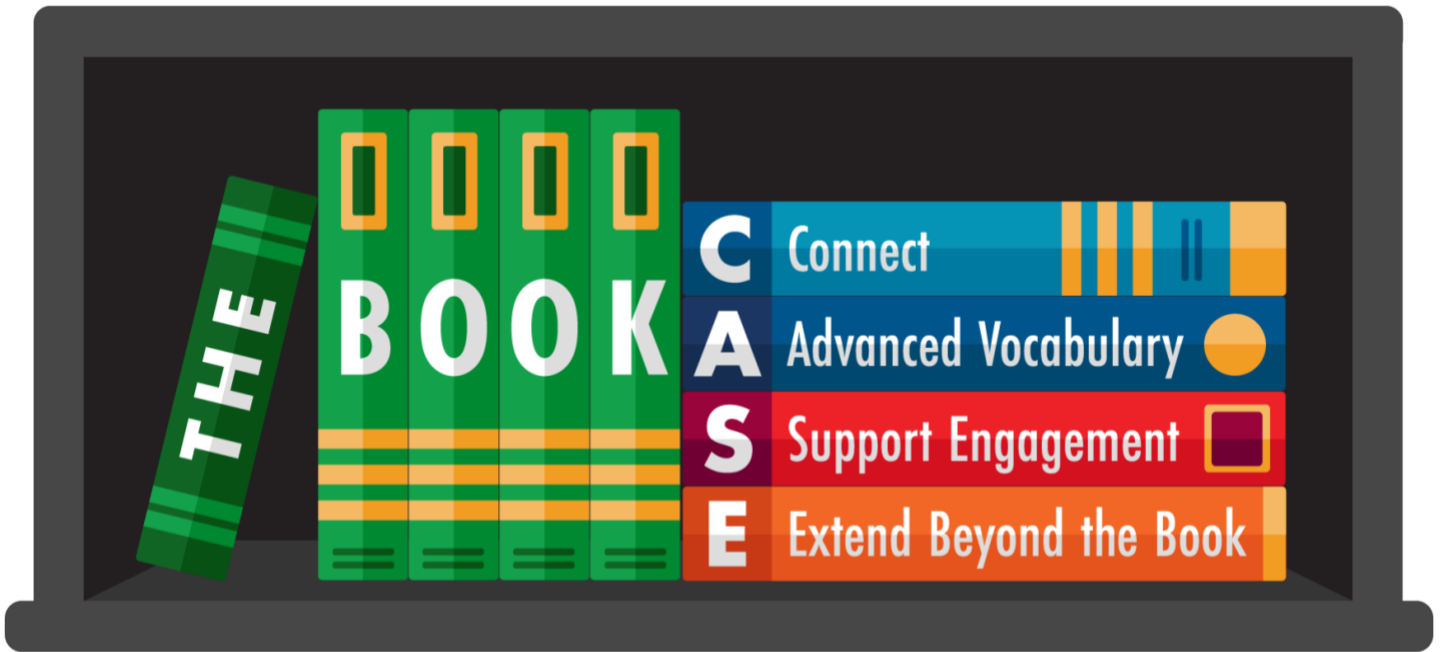 THE
BOOK
C Connect
A Advanced Vocabulary
S Support Engagement
E Extend Beyond the Book